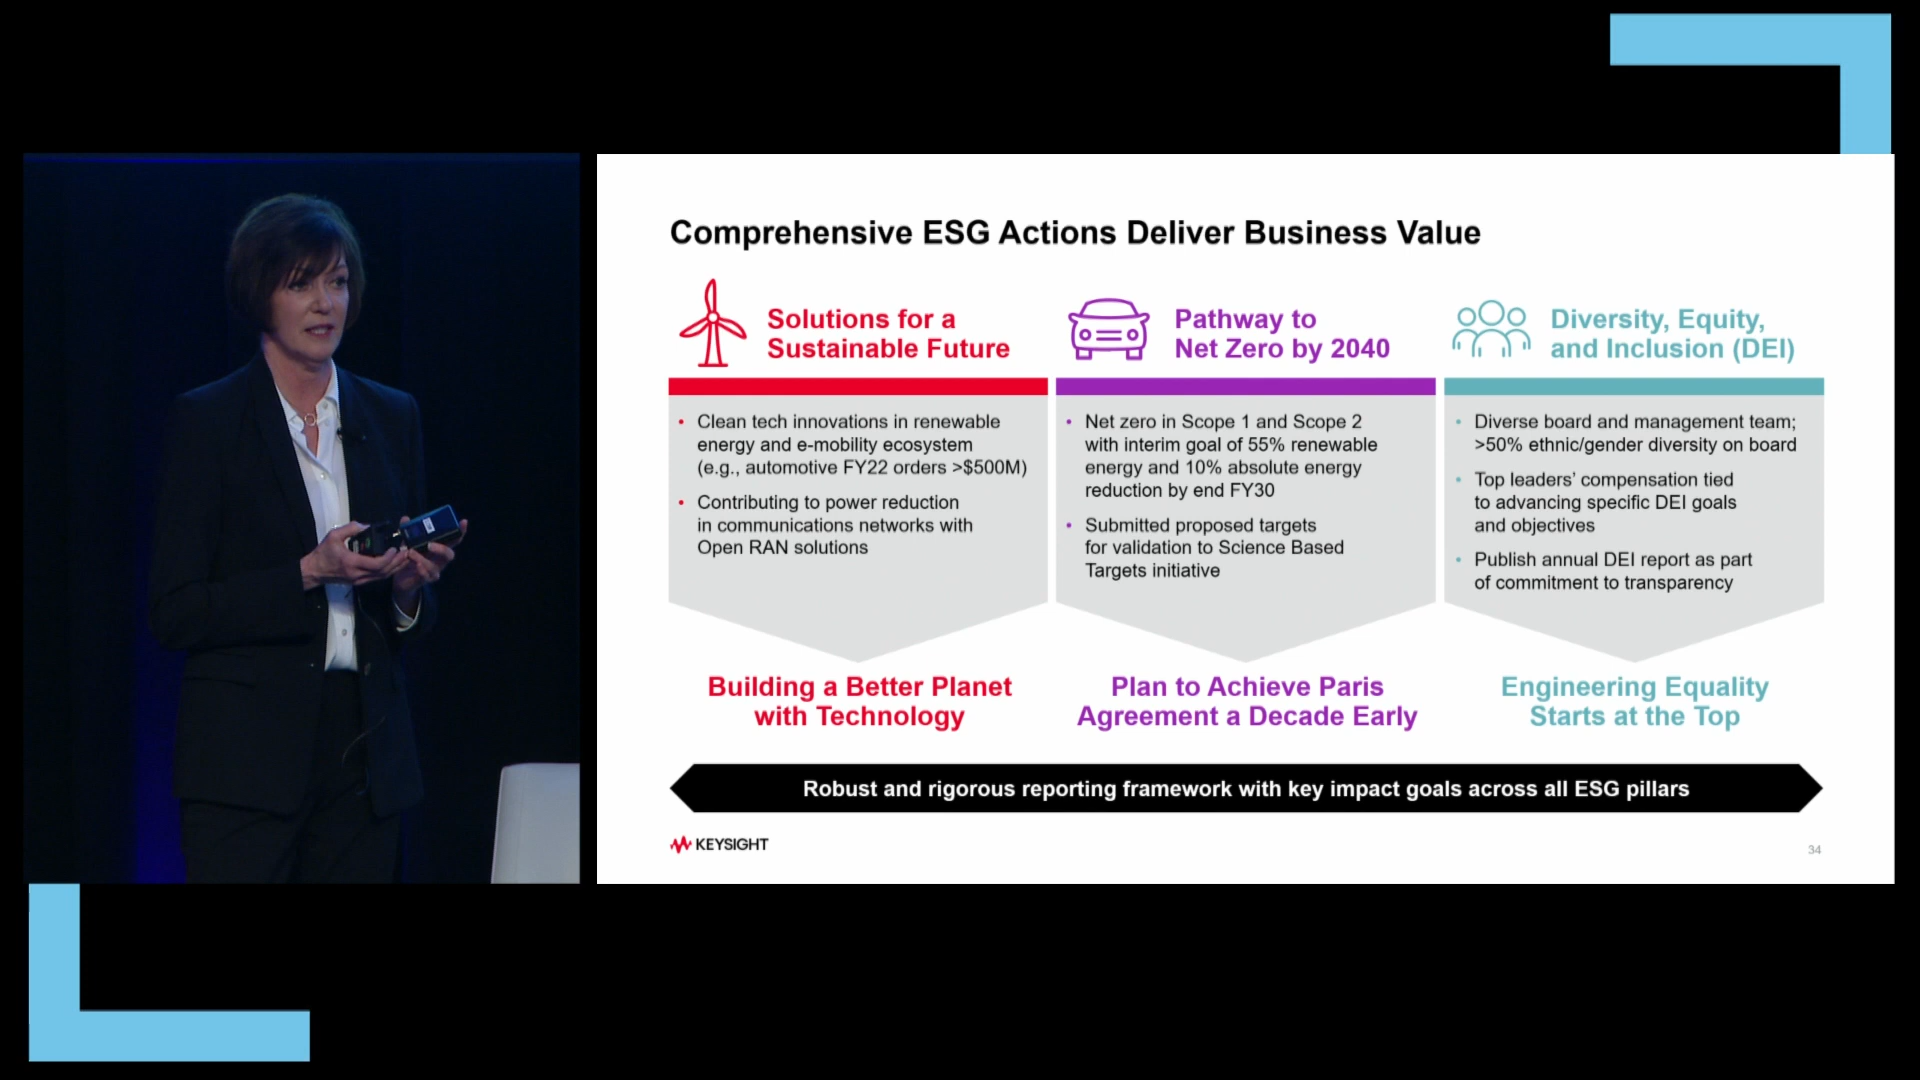 Comprehensive ESG Actions Deliver Business Value
Solutions for a
Sustainable Future
• Clean tech innovations in renewable
energy and e-mobility ecosystem
(e.g., automotive FY22 orders >$500M)
• Contributing to power reduction
in communications networks with
Open RAN solutions
Building a Better Planet
with Technology
Pathway to
Net Zero by 2040
• Net zero in Scope 1 and Scope 2
with interim goal of 55% renewable
energy and 10% absolute energy
reduction by end FY30
• Submitted proposed targets
for validation to Science Based
Targets initiative
Plan to Achieve Paris
Agreement a Decade Early
Diversity, Equity,
and Inclusion (DEI)
• Diverse board and management team;
>50% ethnic/gender diversity on board
• Top leaders’ compensation tied
to advancing specific DEI goals
and objectives
• Publish annual DEI report as part
of commitment to transparency
Engineering Equality
Starts at the Top
Robust and rigorous reporting framework with key impact goals across all ESG pillars
KEYSIGHT
34